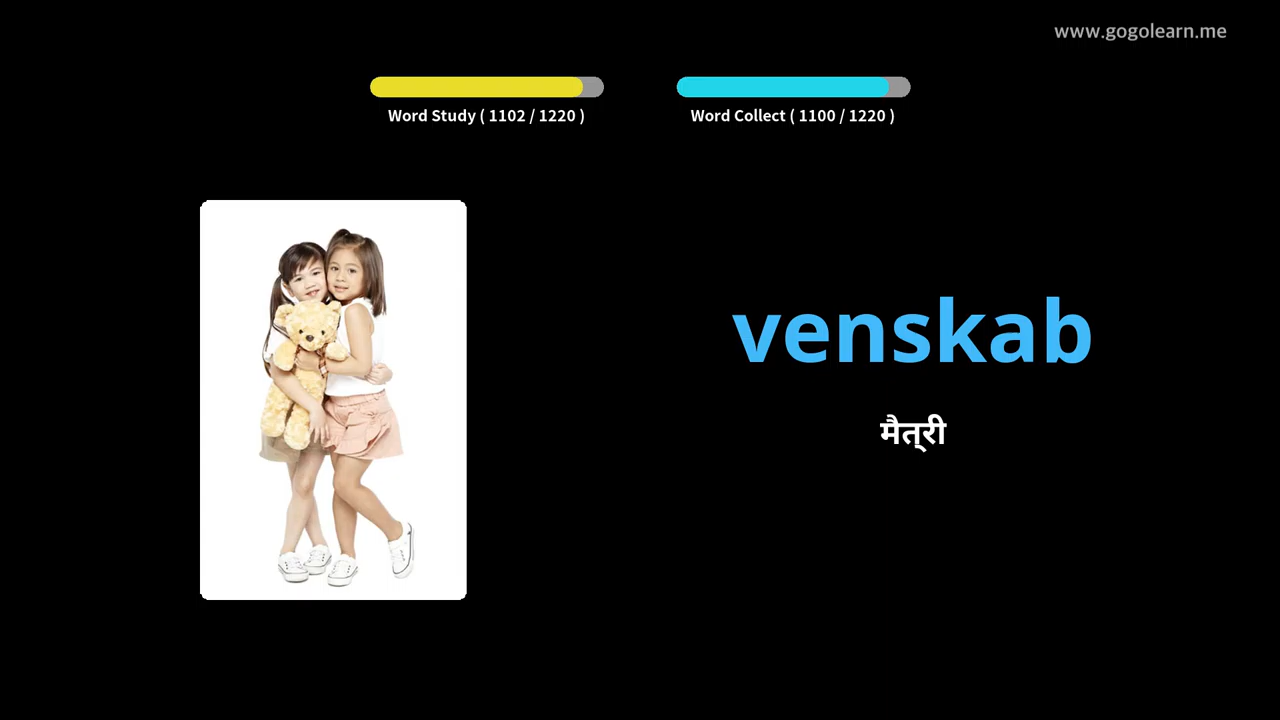 www.gogolearn.me
Word Study ( 1102 / 1220 )
Word Collect ( 1100 / 1220 )
venskab
मैत्री